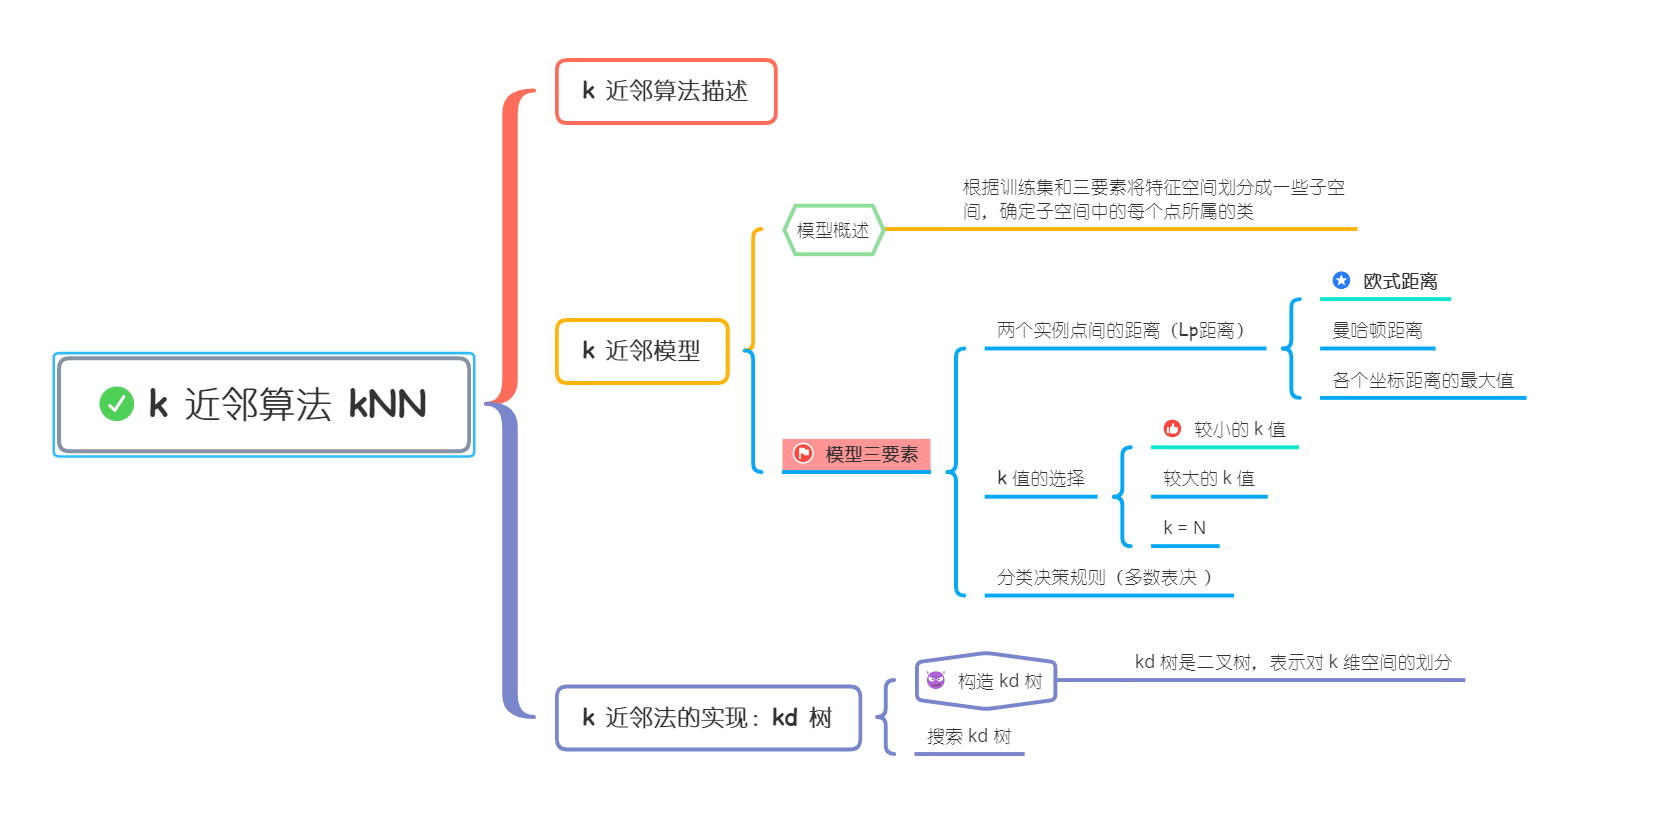 k 近邻算法 kNN
k 近邻算法描述
k 近邻模型
模型概述
根据训练集和三要素将特征空间划分成一些子空
间，确定子空间中的每个点所属的类
模型三要素
两个实例点间的距离（Lp距离）
欧式距离
曼哈顿距离
各个坐标距离的最大值
k 值的选择
较小的 k 值
较大的 k 值
k = N
分类决策规则（多数表决 ）
k 近邻法的实现：kd 树
构造 kd 树
kd 树是二叉树，表示对 k 维空间的划分
搜索 kd 树